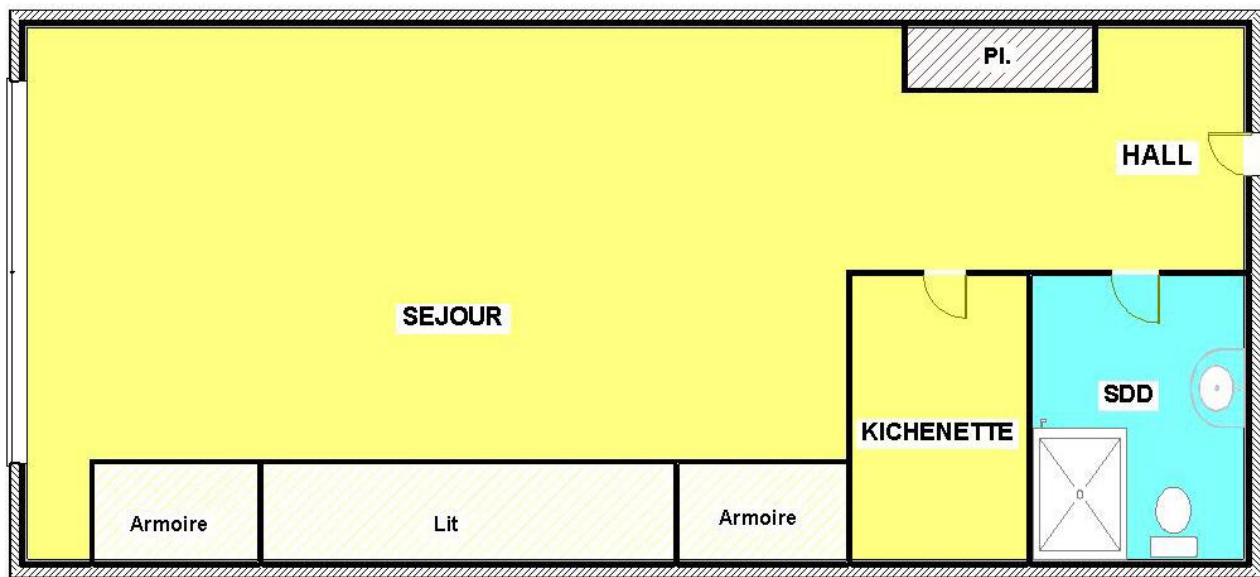 Pl.
HALL
SEJOUR
SDD
KICHENETTE
Armoire
Lit
Armoire